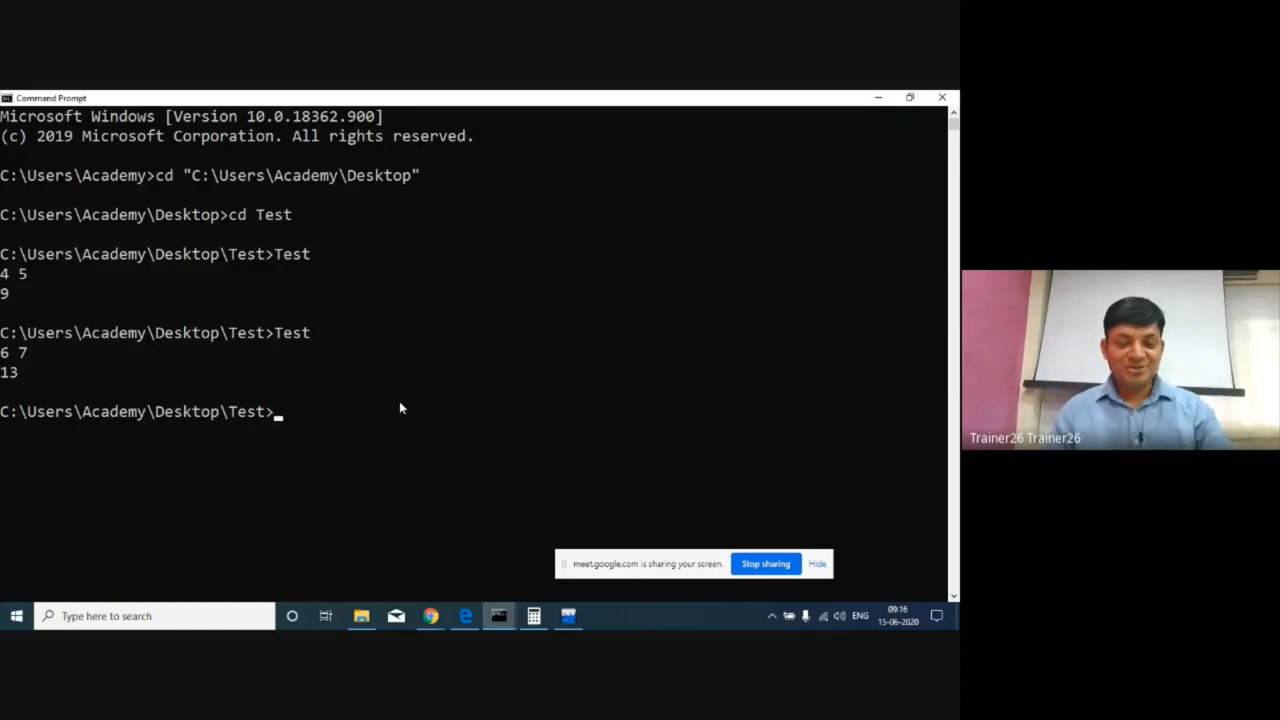 Command Prompt
Microsoft Windows [Version 10.0.18362.900]
(c) 2019 Microsoft Corporation. All rights reserved.
C:\Users\Academy>cd "C:\Users\Academy\Desktop"
C:\Users\Academy\Desktop>cd Test
C:\Users\Academy\Desktop\Test>Test
4 5
9
C:\Users\Academy\Desktop\Test>Test
6 7
13
C:\Users\Academy\Desktop\Test>
Trainer26 Trainer26
meet.google.com is sharing your screen. Stop sharing Hide
Type here to search
ENG
09:16
15-06-2020